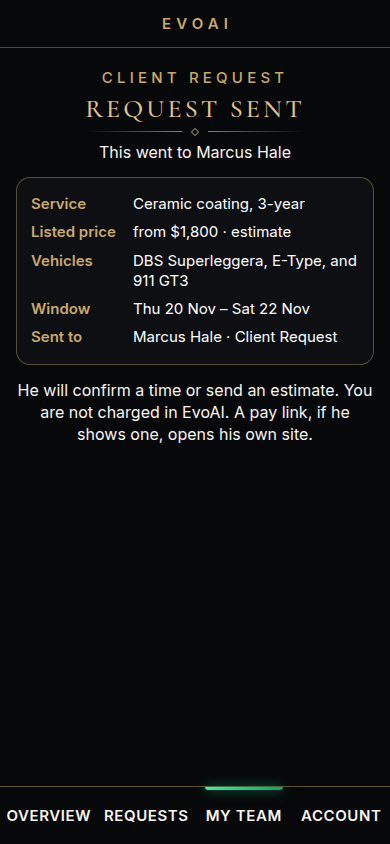 EVOAI
CLIENT REQUEST
REQUEST SENT
This went to Marcus Hale
Service Ceramic coating, 3-year
Listed price from $1,800 · estimate
Vehicles DBS Superleggera, E-Type, and
911 GT3
Window Thu 20 Nov – Sat 22 Nov
Sent to Marcus Hale · Client Request
He will confirm a time or send an estimate. You
are not charged in EvoAI. A pay link, if he
shows one, opens his own site.
OVERVIEW REQUESTS MY TEAM ACCOUNT